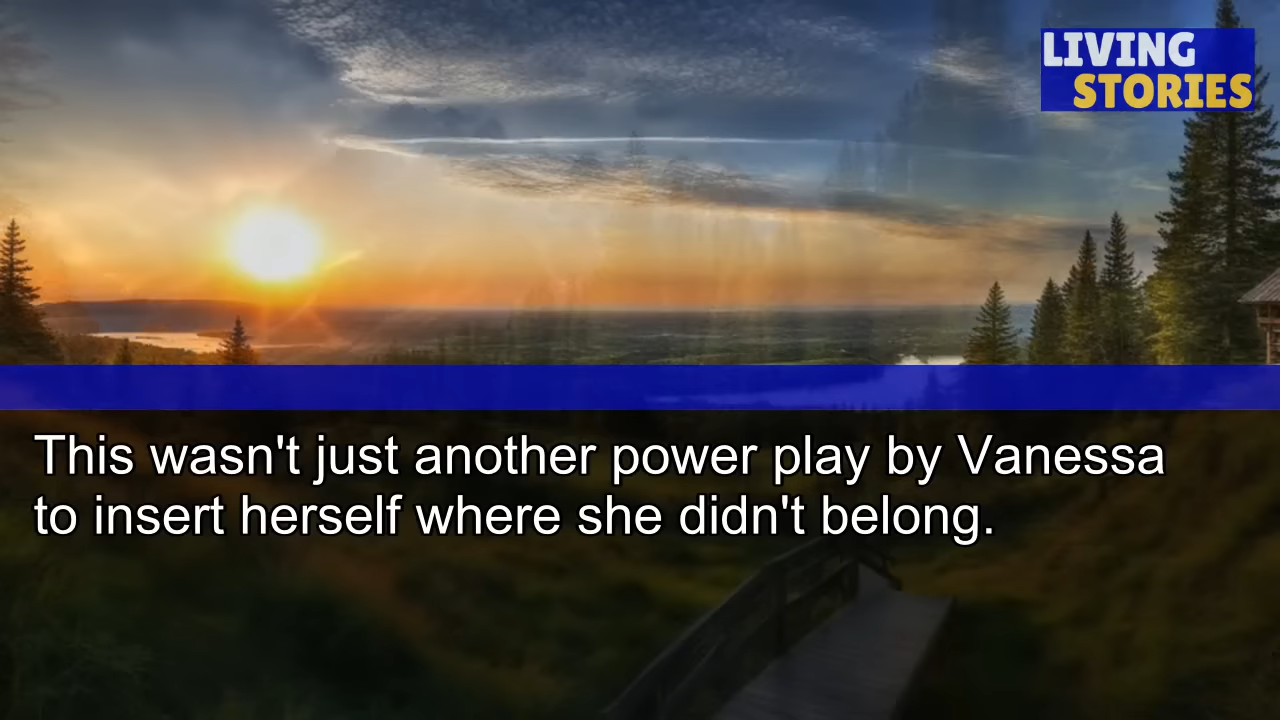 LIVING
STORIES
This wasn't just another power play by Vanessa
to insert herself where she didn't belong.